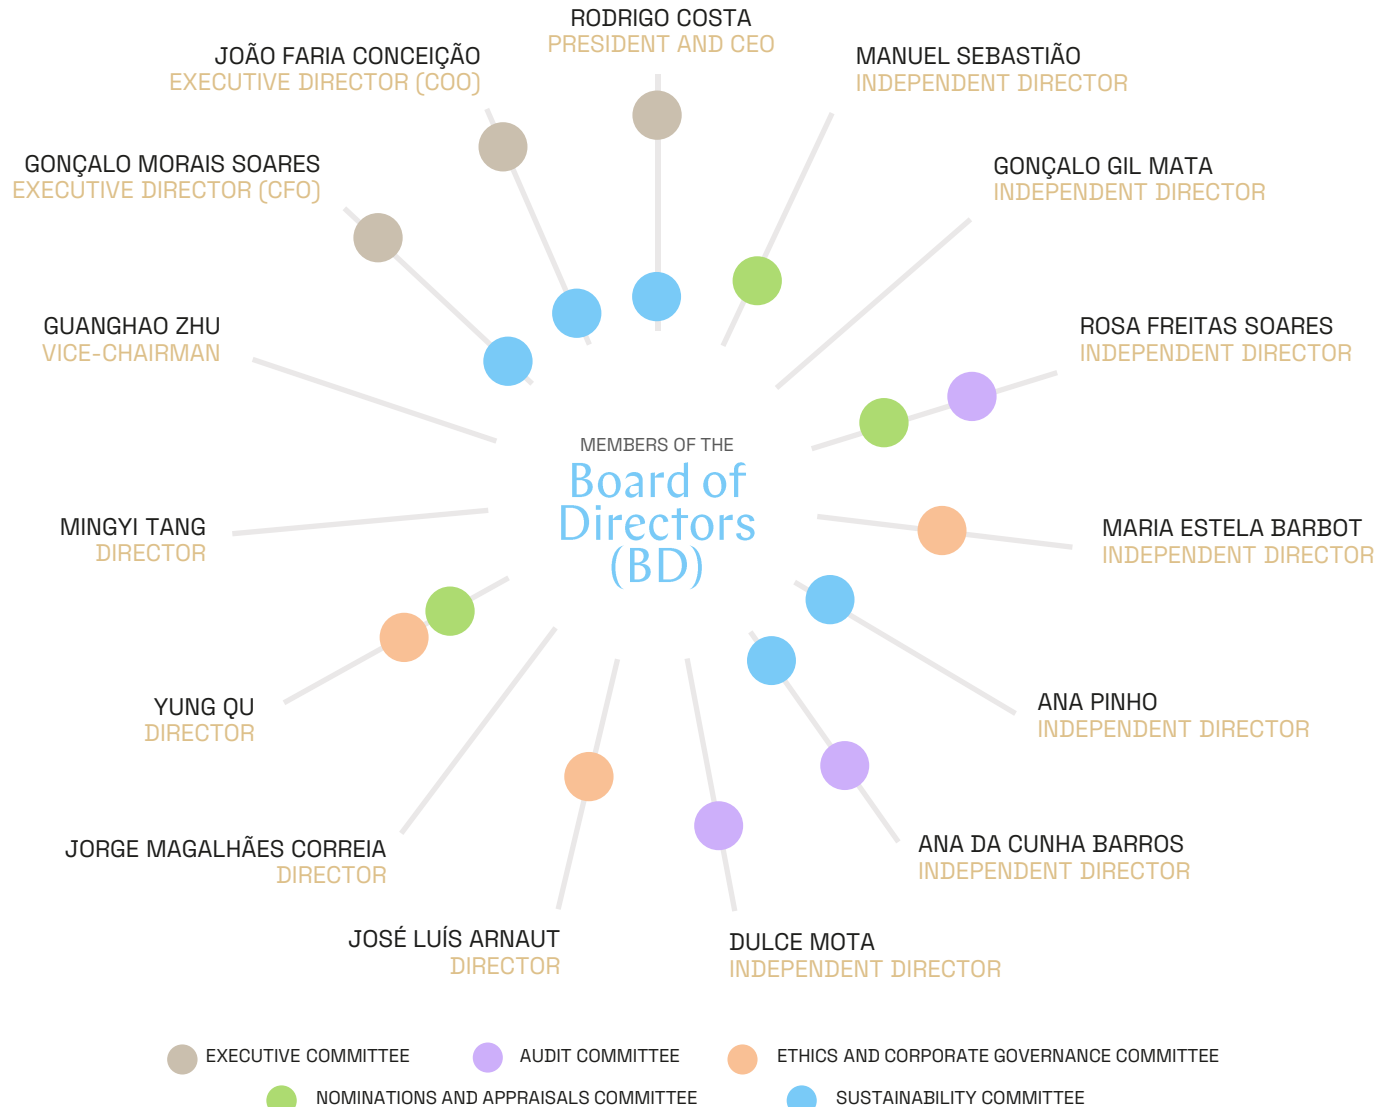 RODRIGO COSTA
PRESIDENT AND CEO
JOÃO FARIA CONCEIÇÃO
EXECUTIVE DIRECTOR (COO)
MANUEL SEBASTIÃO
INDEPENDENT DIRECTOR
GONÇALO MORAIS SOARES
EXECUTIVE DIRECTOR (CFO)
GONÇALO GIL MATA
INDEPENDENT DIRECTOR
GUANGHAO ZHU
VICE-CHAIRMAN
ROSA FREITAS SOARES
INDEPENDENT DIRECTOR
MEMBERS OF THE
Board of
Directors
(BD)
MINGYI TANG
DIRECTOR
MARIA ESTELA BARBOT
INDEPENDENT DIRECTOR
YUNG QU
DIRECTOR
ANA PINHO
INDEPENDENT DIRECTOR
JORGE MAGALHÃES CORREIA
DIRECTOR
ANA DA CUNHA BARROS
INDEPENDENT DIRECTOR
JOSÉ LUÍS ARNAUT
DIRECTOR
DULCE MOTA
INDEPENDENT DIRECTOR
EXECUTIVE COMMITTEE
AUDIT COMMITTEE
ETHICS AND CORPORATE GOVERNANCE COMMITTEE
NOMINATIONS AND APPRAISALS COMMITTEE
SUSTAINABILITY COMMITTEE